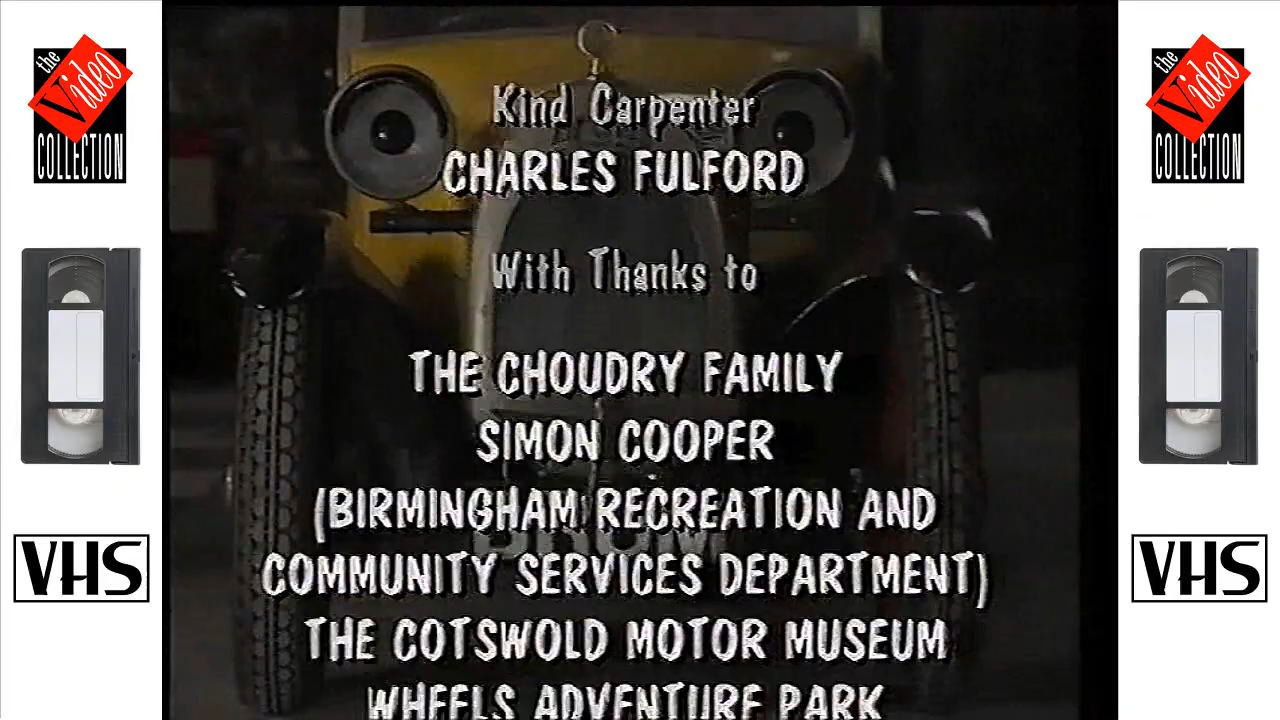 the
Video
COLLECTION
VHS
Kind Carpenter
CHARLES FULFORD
With Thanks to
THE CHOUDRY FAMILY
SIMON COOPER
(BIRMINGHAM RECREATION AND
COMMUNITY SERVICES DEPARTMENT)
THE COTSWOLD MOTOR MUSEUM
WHEELS ADVENTURE PARK
the
Video
COLLECTION
VHS